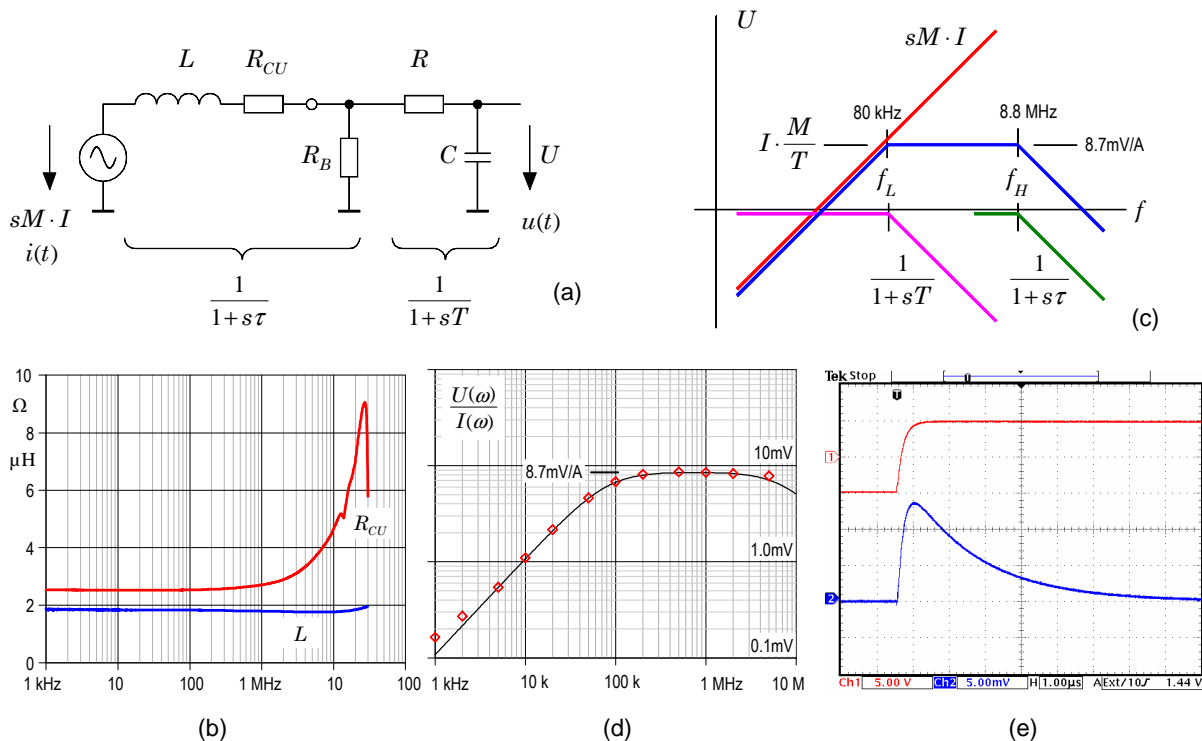 L
R_CU
R
R_B
C
U
sM · I
i(t)
u(t)
1
1+sτ
1
1+sT
(a)
U
sM · I
80 kHz
8.8 MHz
I · M
T
8.7mV/A
f_L
f_H
f
1
1+sT
1
1+sτ
(c)
10
Ω
8
µH
6
4
2
0
R_CU
L
1 kHz
10
100
1 MHz
10
100
(b)
U(ω)
I(ω)
10mV
8.7mV/A
1.0mV
0.1mV
1 kHz
10 k
100 k
1 MHz
10 M
(d)
Tek Stop
T
T
1
2
Ch1 5.00 V Ch2 5.00mV H 1.00µs A Ext/10 ∫ 1.44 V
(e)